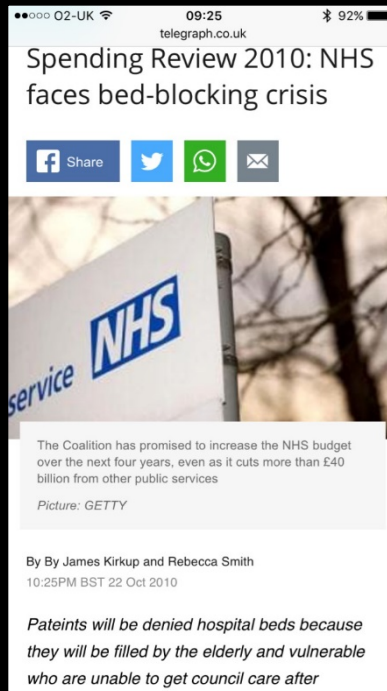 O2-UK 09:25 92%
telegraph.co.uk
Spending Review 2010: NHS
faces bed-blocking crisis
Share
service NHS
The Coalition has promised to increase the NHS budget
over the next four years, even as it cuts more than £40
billion from other public services
Picture: GETTY
By By James Kirkup and Rebecca Smith
10:25PM BST 22 Oct 2010
Pateints will be denied hospital beds because
they will be filled by the elderly and vulnerable
who are unable to get council care after